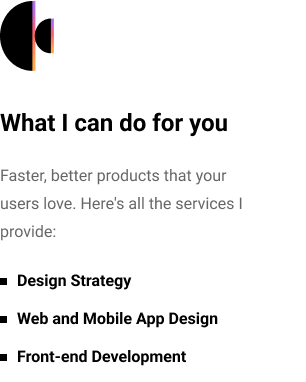 What I can do for you
Faster, better products that your
users love. Here's all the services I
provide:
Design Strategy
Web and Mobile App Design
Front-end Development